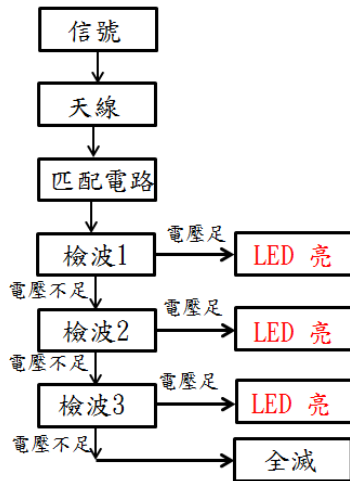 信號
天線
匹配電路
電壓足
檢波1
LED 亮
電壓不足
電壓足
檢波2
LED 亮
電壓不足
電壓足
檢波3
LED 亮
電壓不足
全滅